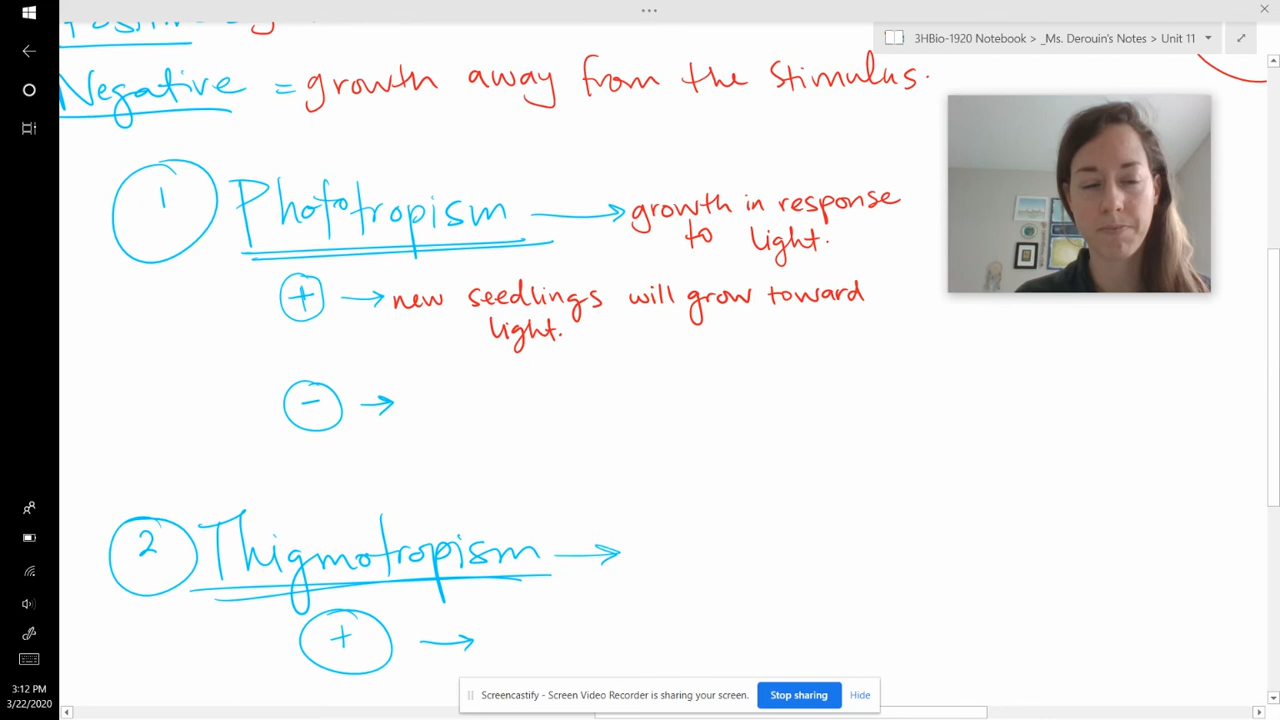 3HBio-1920 Notebook > _Ms. Derouin's Notes > Unit 11
Positive
Negative = growth away from the stimulus.
1 Phototropism → growth in response
to light.
+ → new seedlings will grow toward
light.
- →
2 Thigmotropism →
+ →
Screencastify - Screen Video Recorder is sharing your screen. Stop sharing Hide
3:12 PM
3/22/2020